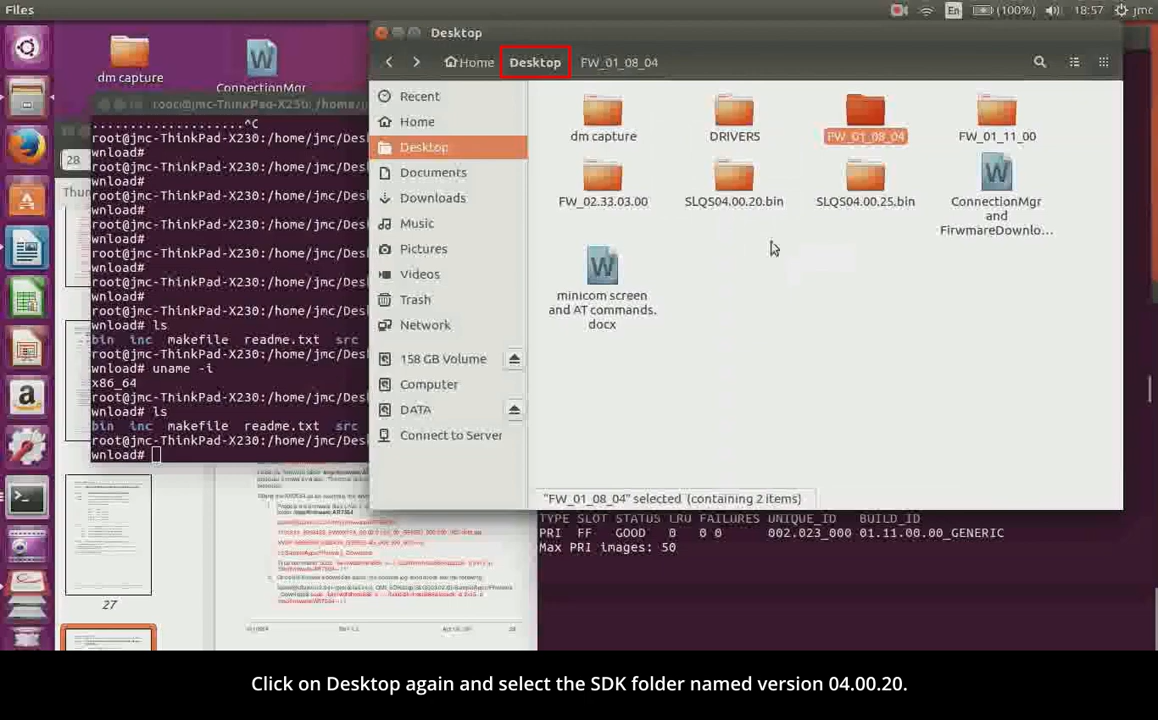 Files
En
(100%)
18:57
jmc
dm capture
ConnectionMgr
Desktop
Home
Desktop
FW_01_08_04
Recent
Home
Desktop
Documents
Downloads
Music
Pictures
Videos
Trash
Network
158 GB Volume
Computer
DATA
Connect to Server
dm capture
DRIVERS
FW_01_08_04
FW_01_11_00
FW_02.33.03.00
SLQS04.00.20.bin
SLQS04.00.25.bin
ConnectionMgr
and
FirwmareDownlo...
minicom screen
and AT commands.
docx
"FW_01_08_04" selected (containing 2 items)
root@jmc-ThinkPad-X230: /home/j
.....................^C
root@jmc-ThinkPad-X230:/home/jmc/Des
wnload#
root@jmc-ThinkPad-X230:/home/jmc/Des
wnload#
root@jmc-ThinkPad-X230:/home/jmc/Des
wnload#
root@jmc-ThinkPad-X230:/home/jmc/Des
wnload#
root@jmc-ThinkPad-X230:/home/jmc/Des
wnload#
root@jmc-ThinkPad-X230:/home/jmc/Des
wnload#
root@jmc-ThinkPad-X230:/home/jmc/Des
wnload# ls
bin inc makefile readme.txt src
root@jmc-ThinkPad-X230:/home/jmc/Des
wnload# uname -i
x86_64
root@jmc-ThinkPad-X230:/home/jmc/Des
wnload# ls
bin inc makefile readme.txt src
root@jmc-ThinkPad-X230:/home/jmc/Des
wnload#
28
Thu
27
TYPE SLOT STATUS LRU FAILURES UNIQUE_ID BUILD_ID
PRI FF GOOD 0 0 0 002.023_000 01.11.00.00_GENERIC
Max PRI images: 50
Click on Desktop again and select the SDK folder named version 04.00.20.